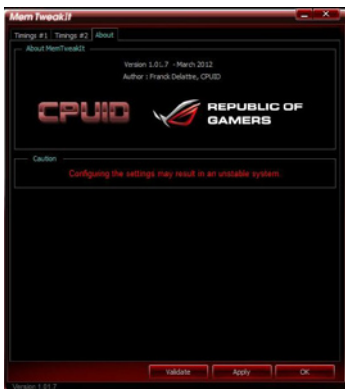 Mem TweakIt
Timings #1 Timings #2 About
About MemTweakIt
Version 1.01.7 - March 2012
Author : Franck Delattre, CPUID
CPUID
REPUBLIC OF
GAMERS
Caution
Configuring the settings may result in an unstable system
Validate Apply OK
Version 1.01.7